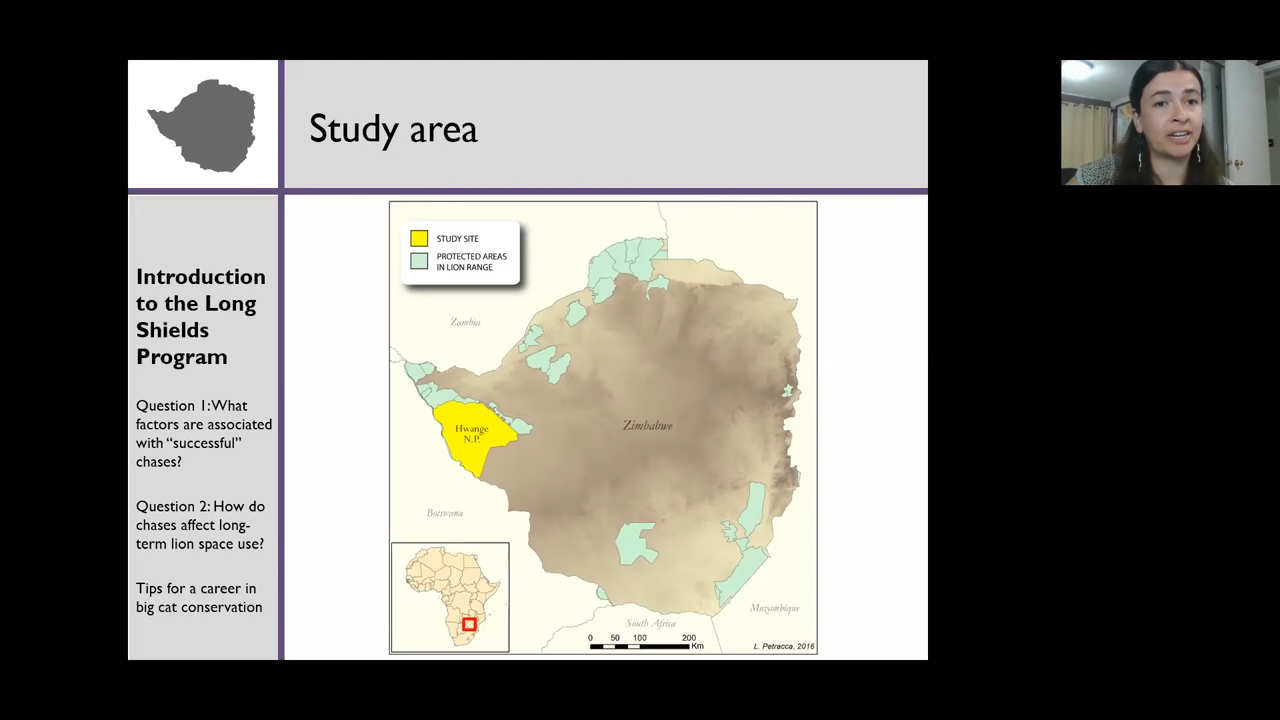 Study area
Introduction
to the Long
Shields
Program
Question 1: What
factors are associated
with “successful”
chases?
Question 2: How do
chases affect long-
term lion space use?
Tips for a career in
big cat conservation
STUDY SITE
PROTECTED AREAS
IN LION RANGE
Zambia
Hwange
N.P.
Zimbabwe
Botswana
Mozambique
South Africa
0 50 100 200
Km
L. Petracca, 2016